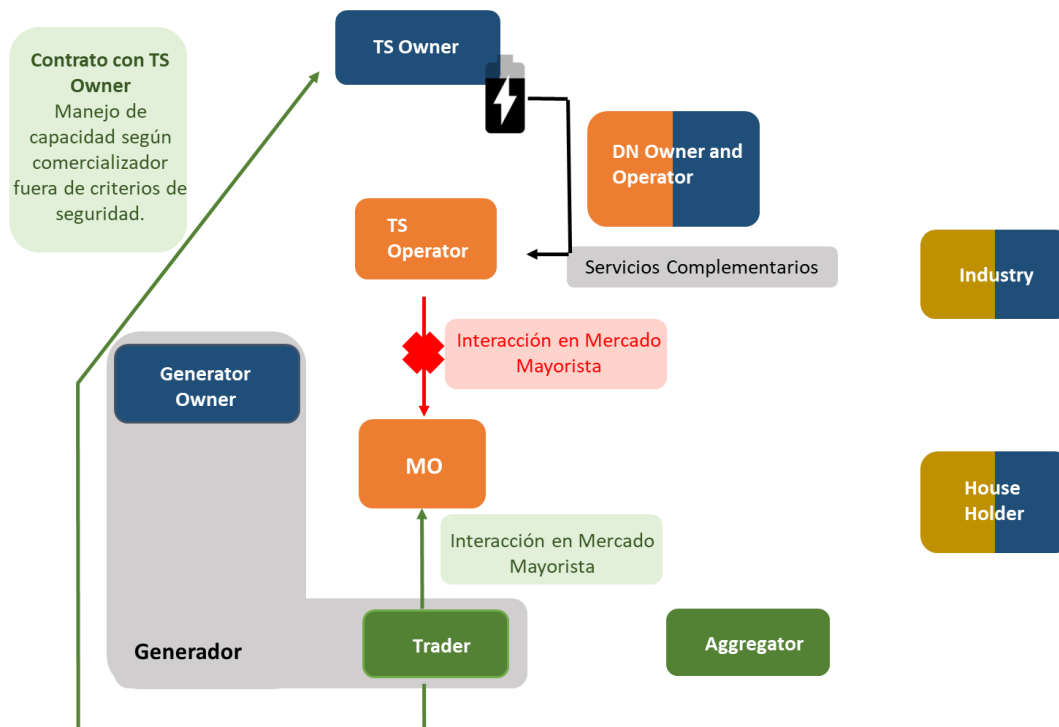 TS Owner
Contrato con TS
Owner
Manejo de
capacidad según
comercializador
fuera de criterios de
seguridad.
DN Owner and
Operator
TS
Operator
Servicios Complementarios
Industry
Interacción en Mercado
Mayorista
Generator
Owner
MO
House
Holder
Interacción en Mercado
Mayorista
Generador
Trader
Aggregator